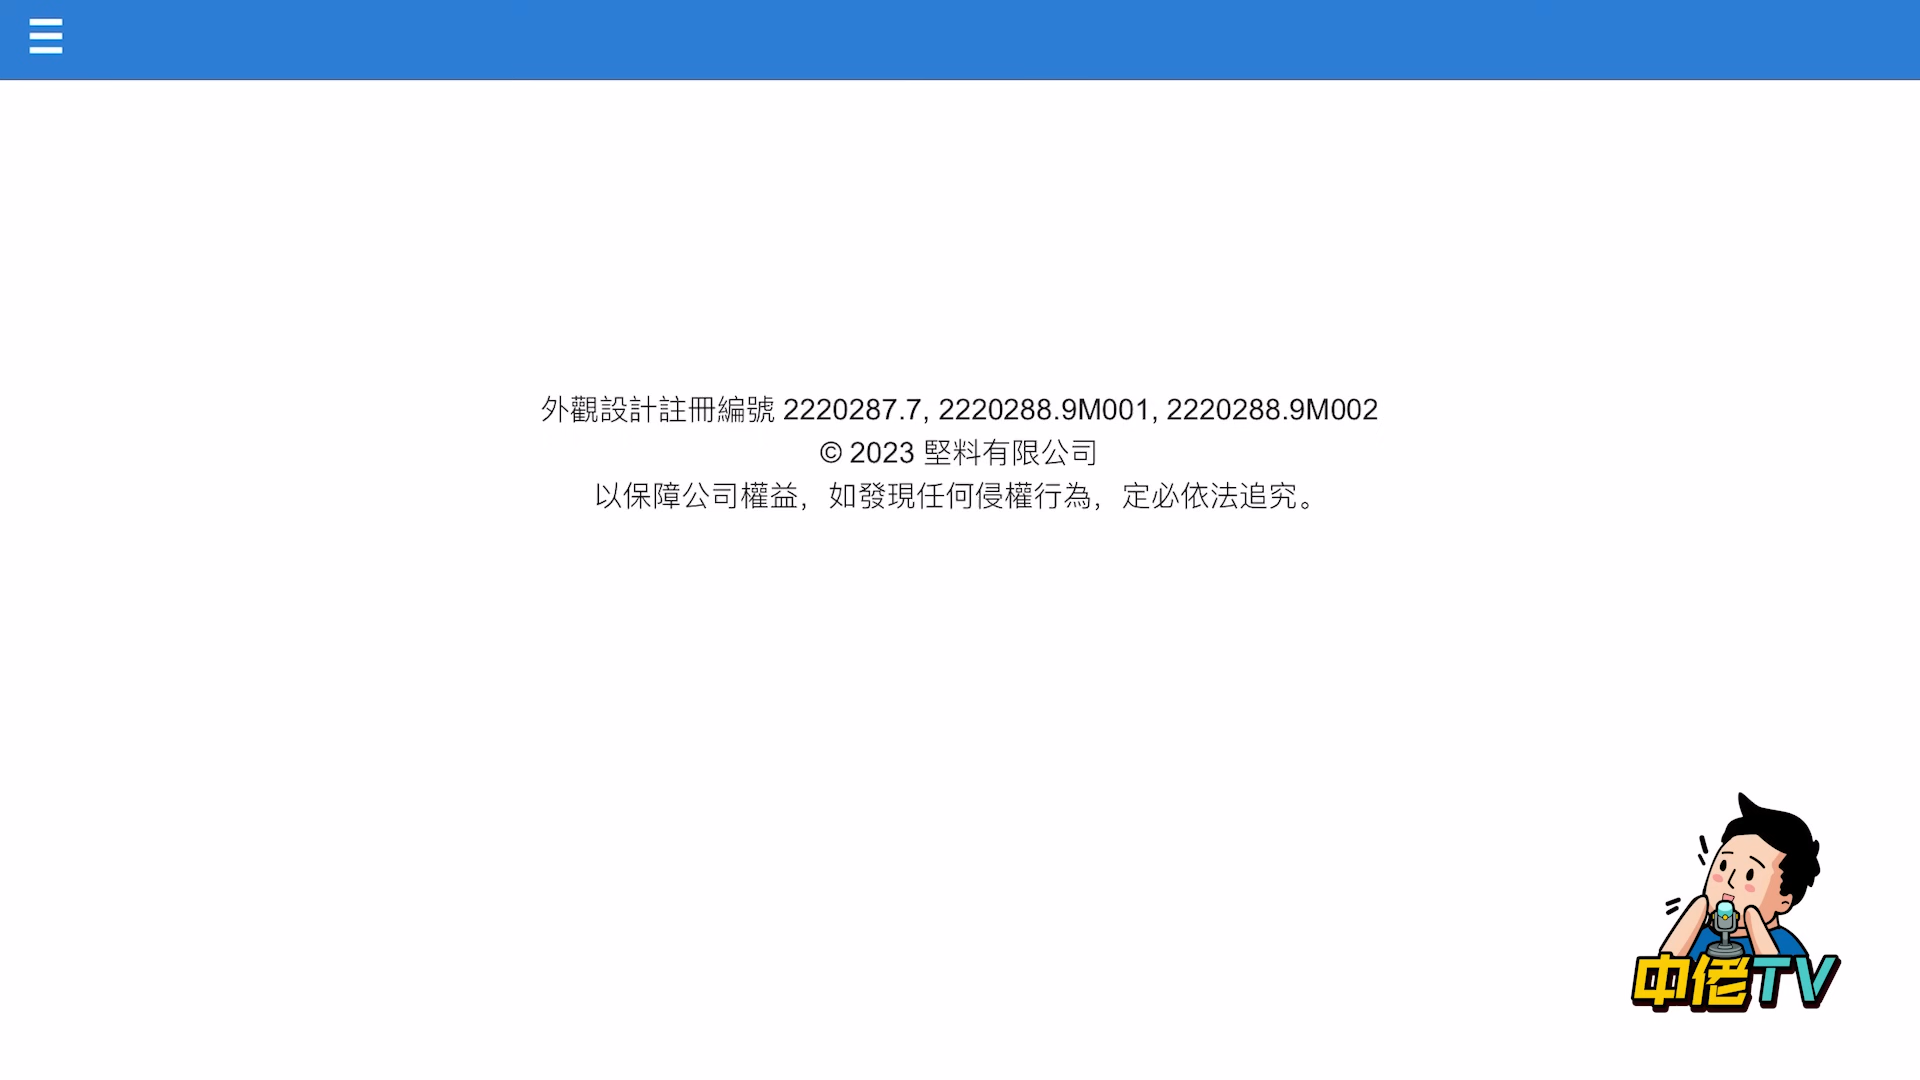 外觀設計註冊編號 2220287.7, 2220288.9M001, 2220288.9M002
© 2023 堅料有限公司
以保障公司權益，如發現任何侵權行為，定必依法追究。
中佬TV